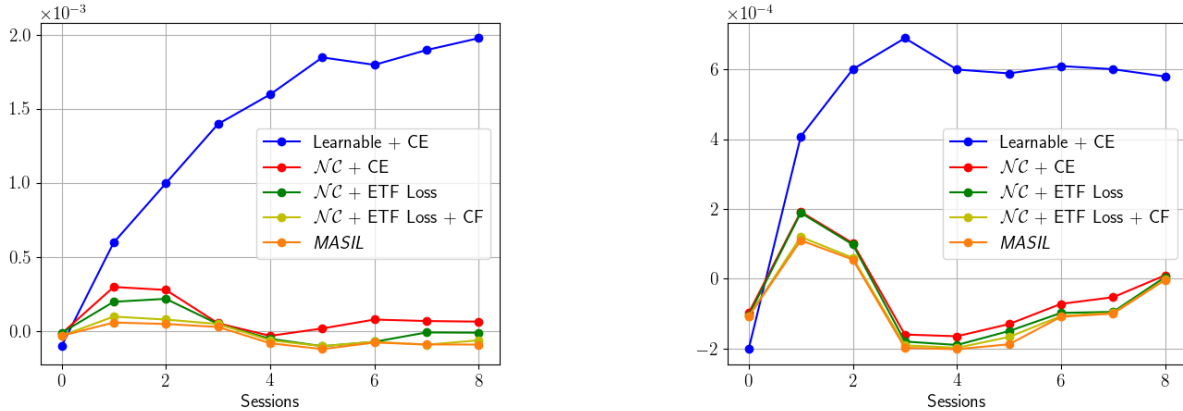 ×10⁻³
2.0
1.5
1.0
0.5
0.0
0 2 4 6 8
Sessions
Learnable + CE
𝒩𝒞 + CE
𝒩𝒞 + ETF Loss
𝒩𝒞 + ETF Loss + CF
MASIL
×10⁻⁴
6
4
2
0
−2
0 2 4 6 8
Sessions
Learnable + CE
𝒩𝒞 + CE
𝒩𝒞 + ETF Loss
𝒩𝒞 + ETF Loss + CF
MASIL